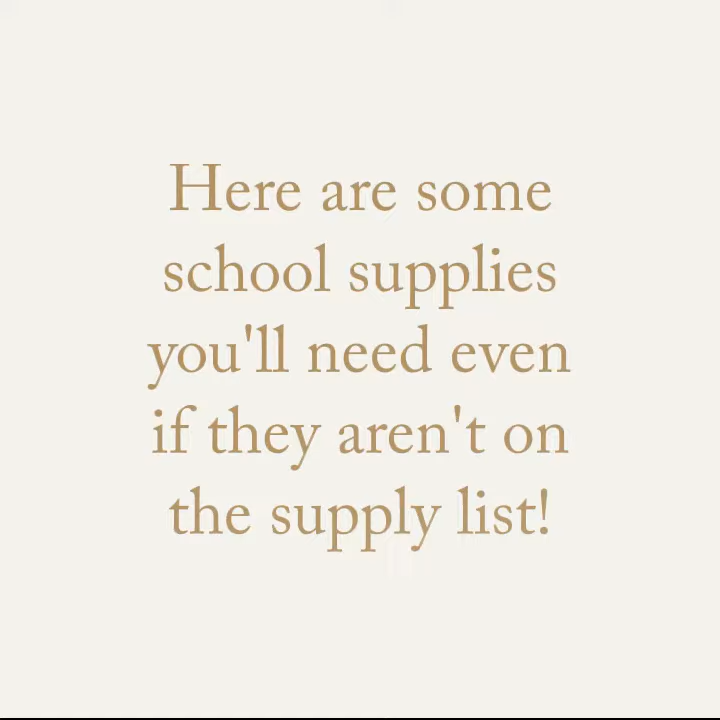 Here are some
school supplies
you'll need even
if they aren't on
the supply list!